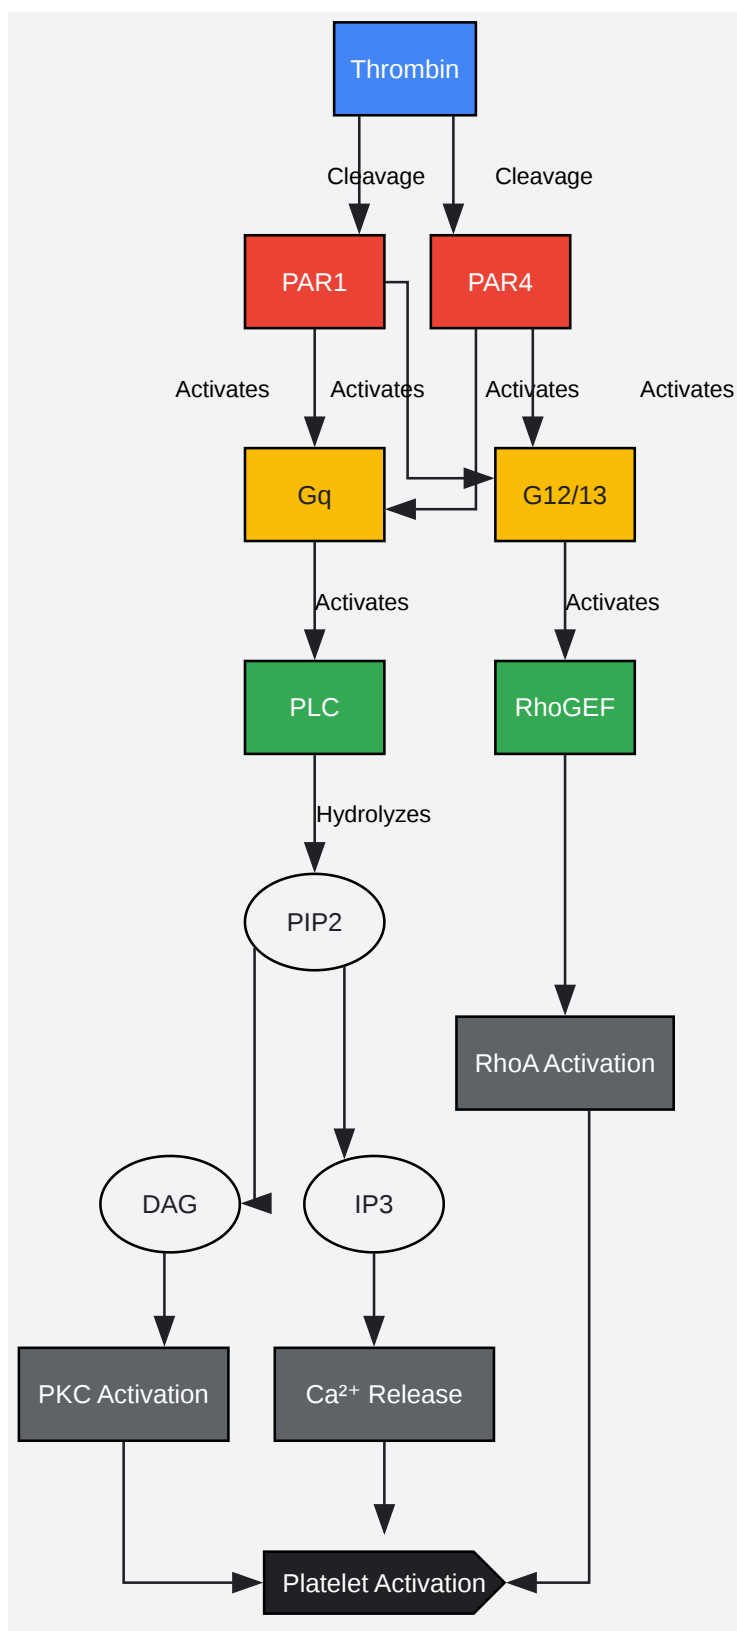 Thrombin
Cleavage
Cleavage
PAR1
PAR4
Activates
Activates
Activates
Activates
Gq
G12/13
Activates
Activates
PLC
RhoGEF
Hydrolyzes
PIP2
RhoA Activation
DAG
IP3
PKC Activation
Ca²⁺ Release
Platelet Activation